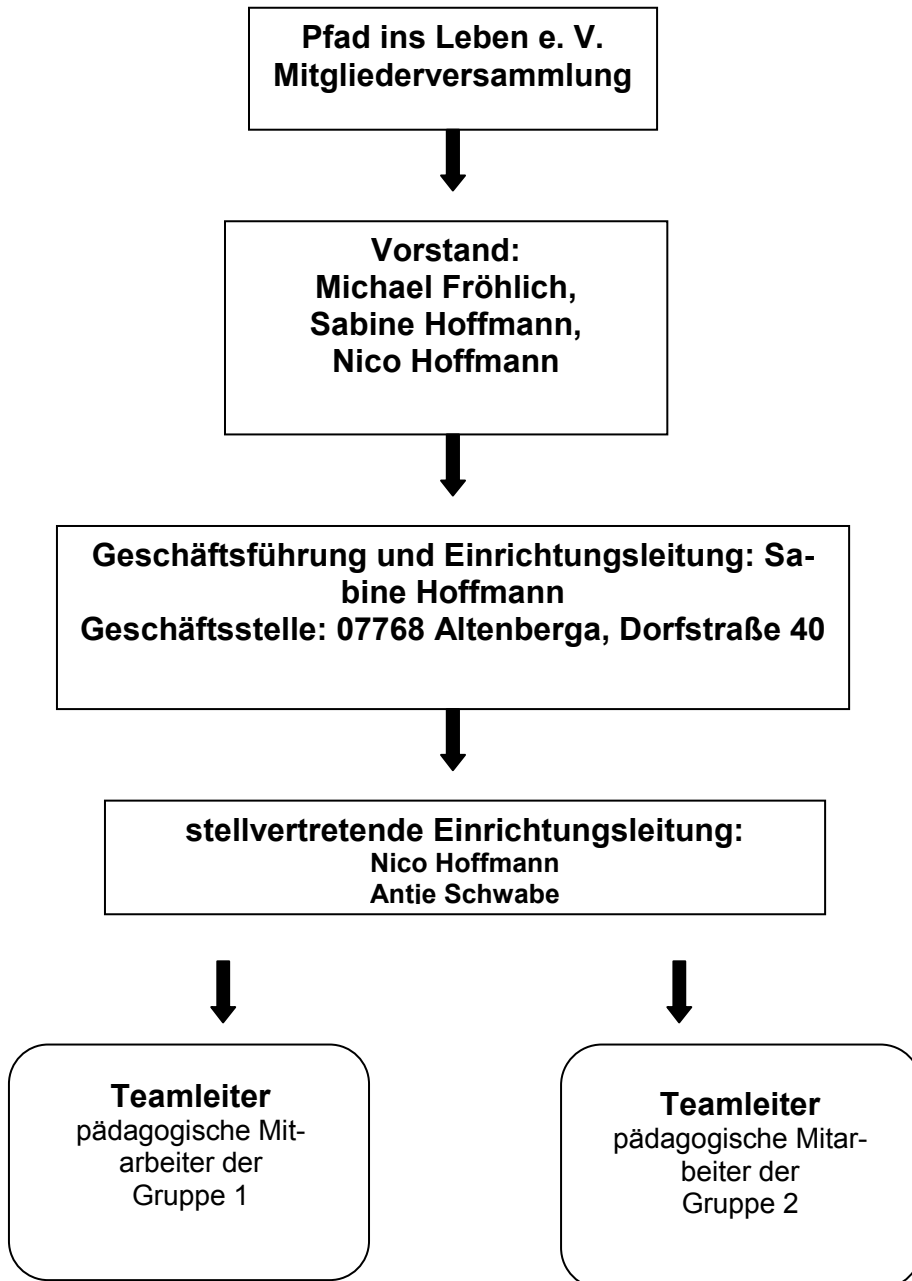 Pfad ins Leben e. V.
Mitgliederversammlung
Vorstand:
Michael Fröhlich,
Sabine Hoffmann,
Nico Hoffmann
Geschäftsführung und Einrichtungsleitung: Sa-
bine Hoffmann
Geschäftsstelle: 07768 Altenberga, Dorfstraße 40
stellvertretende Einrichtungsleitung:
Nico Hoffmann
Antje Schwabe
Teamleiter
pädagogische Mit-
arbeiter der
Gruppe 1
Teamleiter
pädagogische Mitar-
beiter der
Gruppe 2